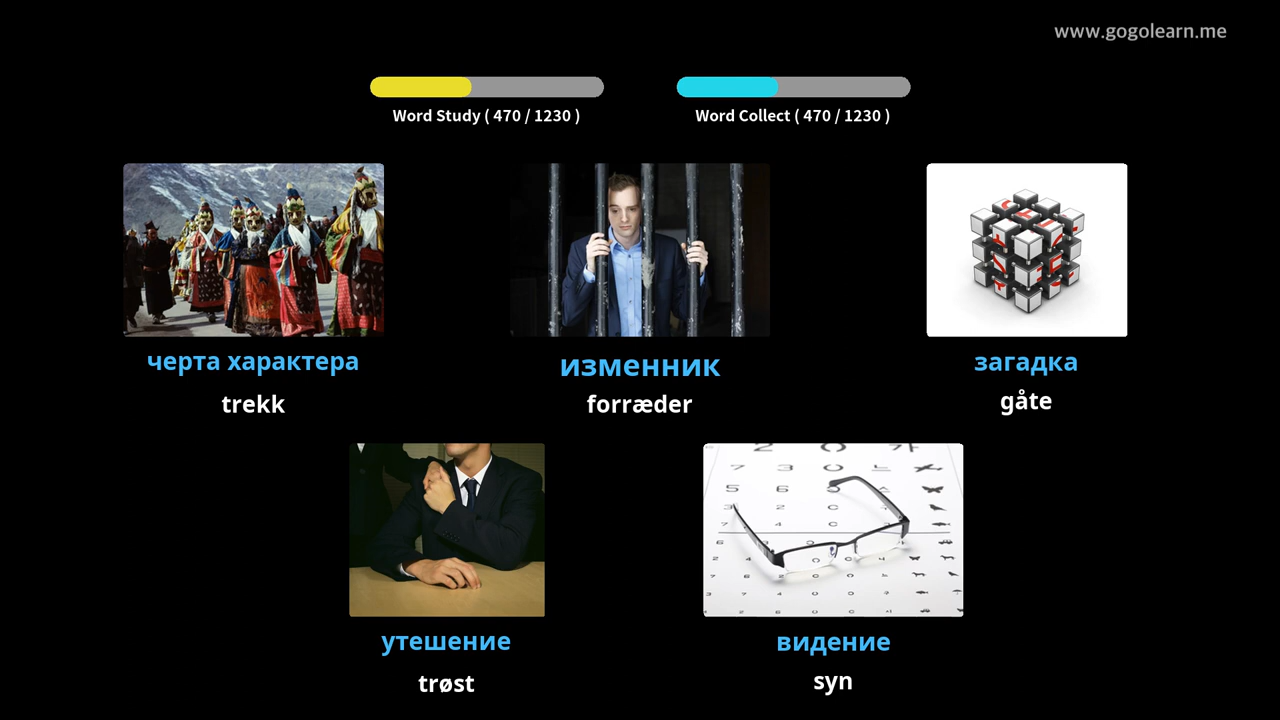 www.gogolearn.me
Word Study ( 470 / 1230 )
Word Collect ( 470 / 1230 )
черта характера
изменник
загадка
trekk
forræder
gåte
утешение
видение
trøst
syn